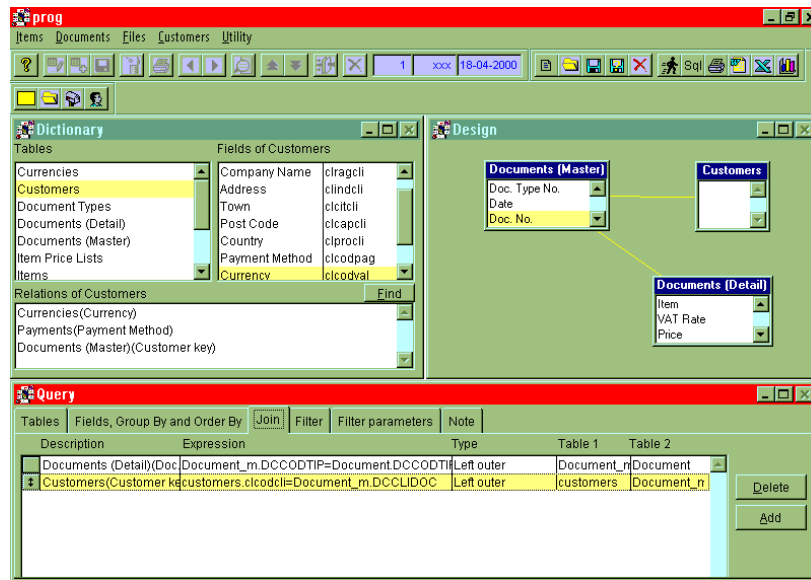 prog
Items Documents Files Customers Utility
1 xxx 18-04-2000 Sql
Dictionary
Tables Fields of Customers
Currencies
Customers
Document Types
Documents (Detail)
Documents (Master)
Item Price Lists
Items
Company Name clragcli
Address clindcli
Town clcitcli
Post Code clcapcli
Country clprocli
Payment Method clcodpag
Currency clcodval
Relations of Customers Find
Currencies(Currency)
Payments(Payment Method)
Documents (Master)(Customer key)
Design
Documents (Master)
Doc. Type No.
Date
Doc. No.
Customers
Documents (Detail)
Item
VAT Rate
Price
Query
Tables Fields, Group By and Order By Join Filter Filter parameters Note
Description Expression Type Table 1 Table 2
Documents (Detail)(Doc. Document_m.DCCODTIP=Document.DCCODTI Left outer Document_m Document
Customers(Customer ke customers.clcodcli=Document_m.DCCLIDOC Left outer customers Document_m
Delete
Add